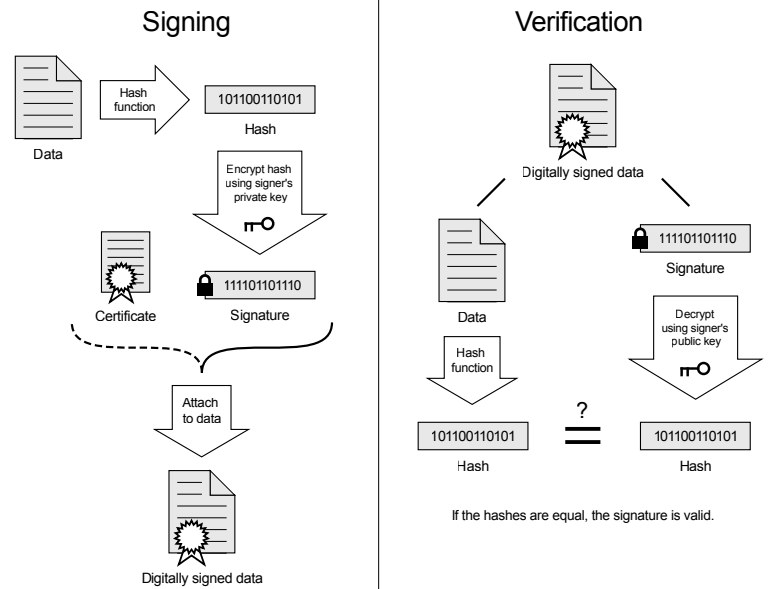 Signing
Hash
function
101100110101
Hash
Data
Encrypt hash
using signer's
private key
111101101110
Certificate
Signature
Attach
to data
Digitally signed data
Verification
Digitally signed data
111101101110
Signature
Data
Decrypt
using signer's
public key
Hash
function
?
101100110101
101100110101
Hash
Hash
If the hashes are equal, the signature is valid.